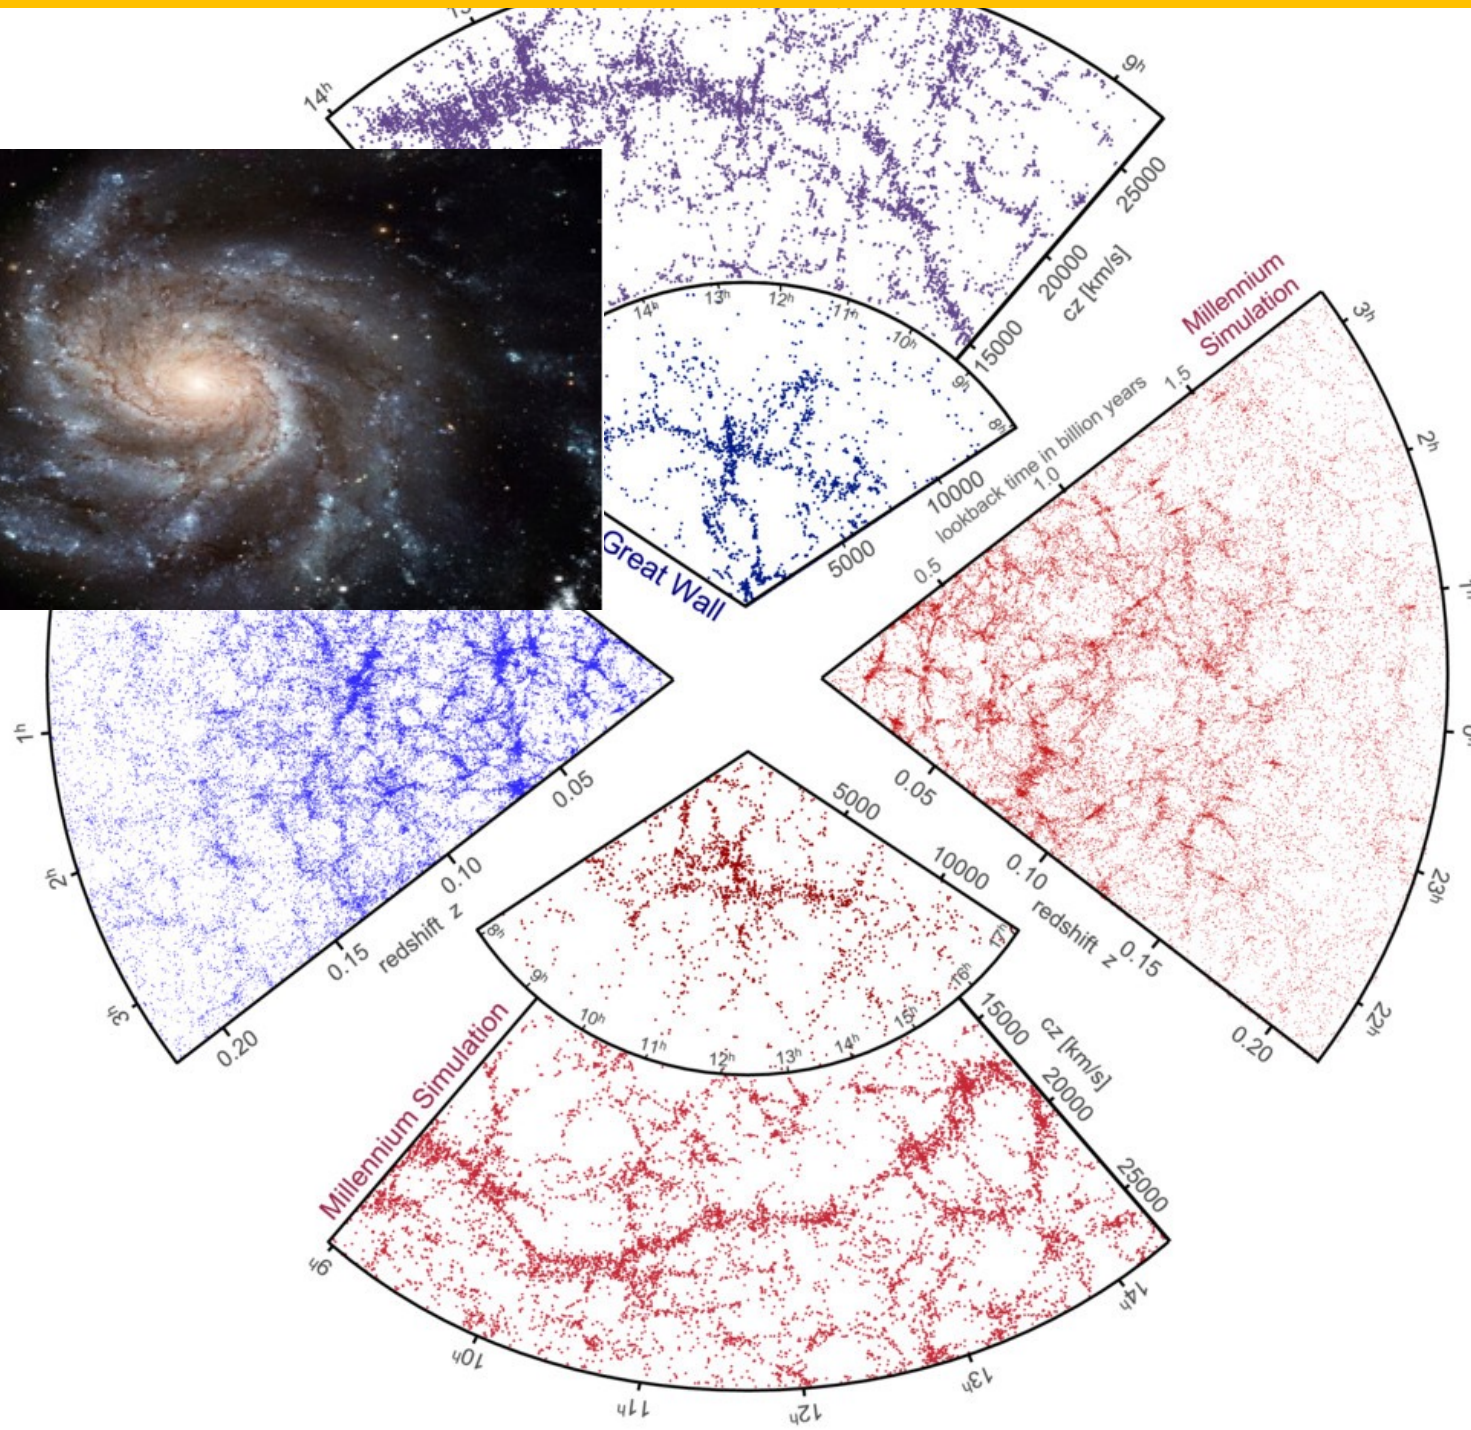 14ʰ
9ʰ
25000
20000
cz [km/s]
15000
14ʰ
13ʰ
12ʰ
11ʰ
10ʰ
9ʰ
8ʰ
10000
5000
Great Wall
Millennium
Simulation
1.5
1.0
0.5
lookback time in billion years
3ʰ
2ʰ
0.05
0.10
0.15
0.20
redshift z
23ʰ
22ʰ
1ʰ
2ʰ
3ʰ
0.05
0.10
0.15
0.20
redshift z
5000
10000
15000
20000
25000
cz [km/s]
8ʰ
9ʰ
10ʰ
11ʰ
12ʰ
13ʰ
14ʰ
15ʰ
16ʰ
17ʰ
Millennium Simulation
9ʰ
10ʰ
11ʰ
12ʰ
13ʰ
14ʰ